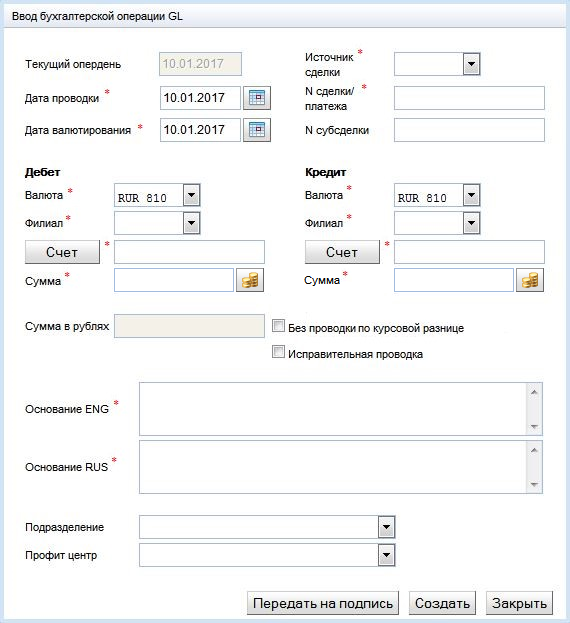 Ввод бухгалтерской операции GL
Текущий опердень 10.01.2017 Источник сделки *
Дата проводки * 10.01.2017 N сделки/ платежа *
Дата валютирования * 10.01.2017 N субсделки
Дебет Кредит
Валюта * RUR 810 Валюта * RUR 810
Филиал * Филиал *
Счет * Счет *
Сумма * Сумма *
Сумма в рублях Без проводки по курсовой разнице
Исправительная проводка
Основание ENG *
Основание RUS *
Подразделение
Профит центр
Передать на подпись Создать Закрыть